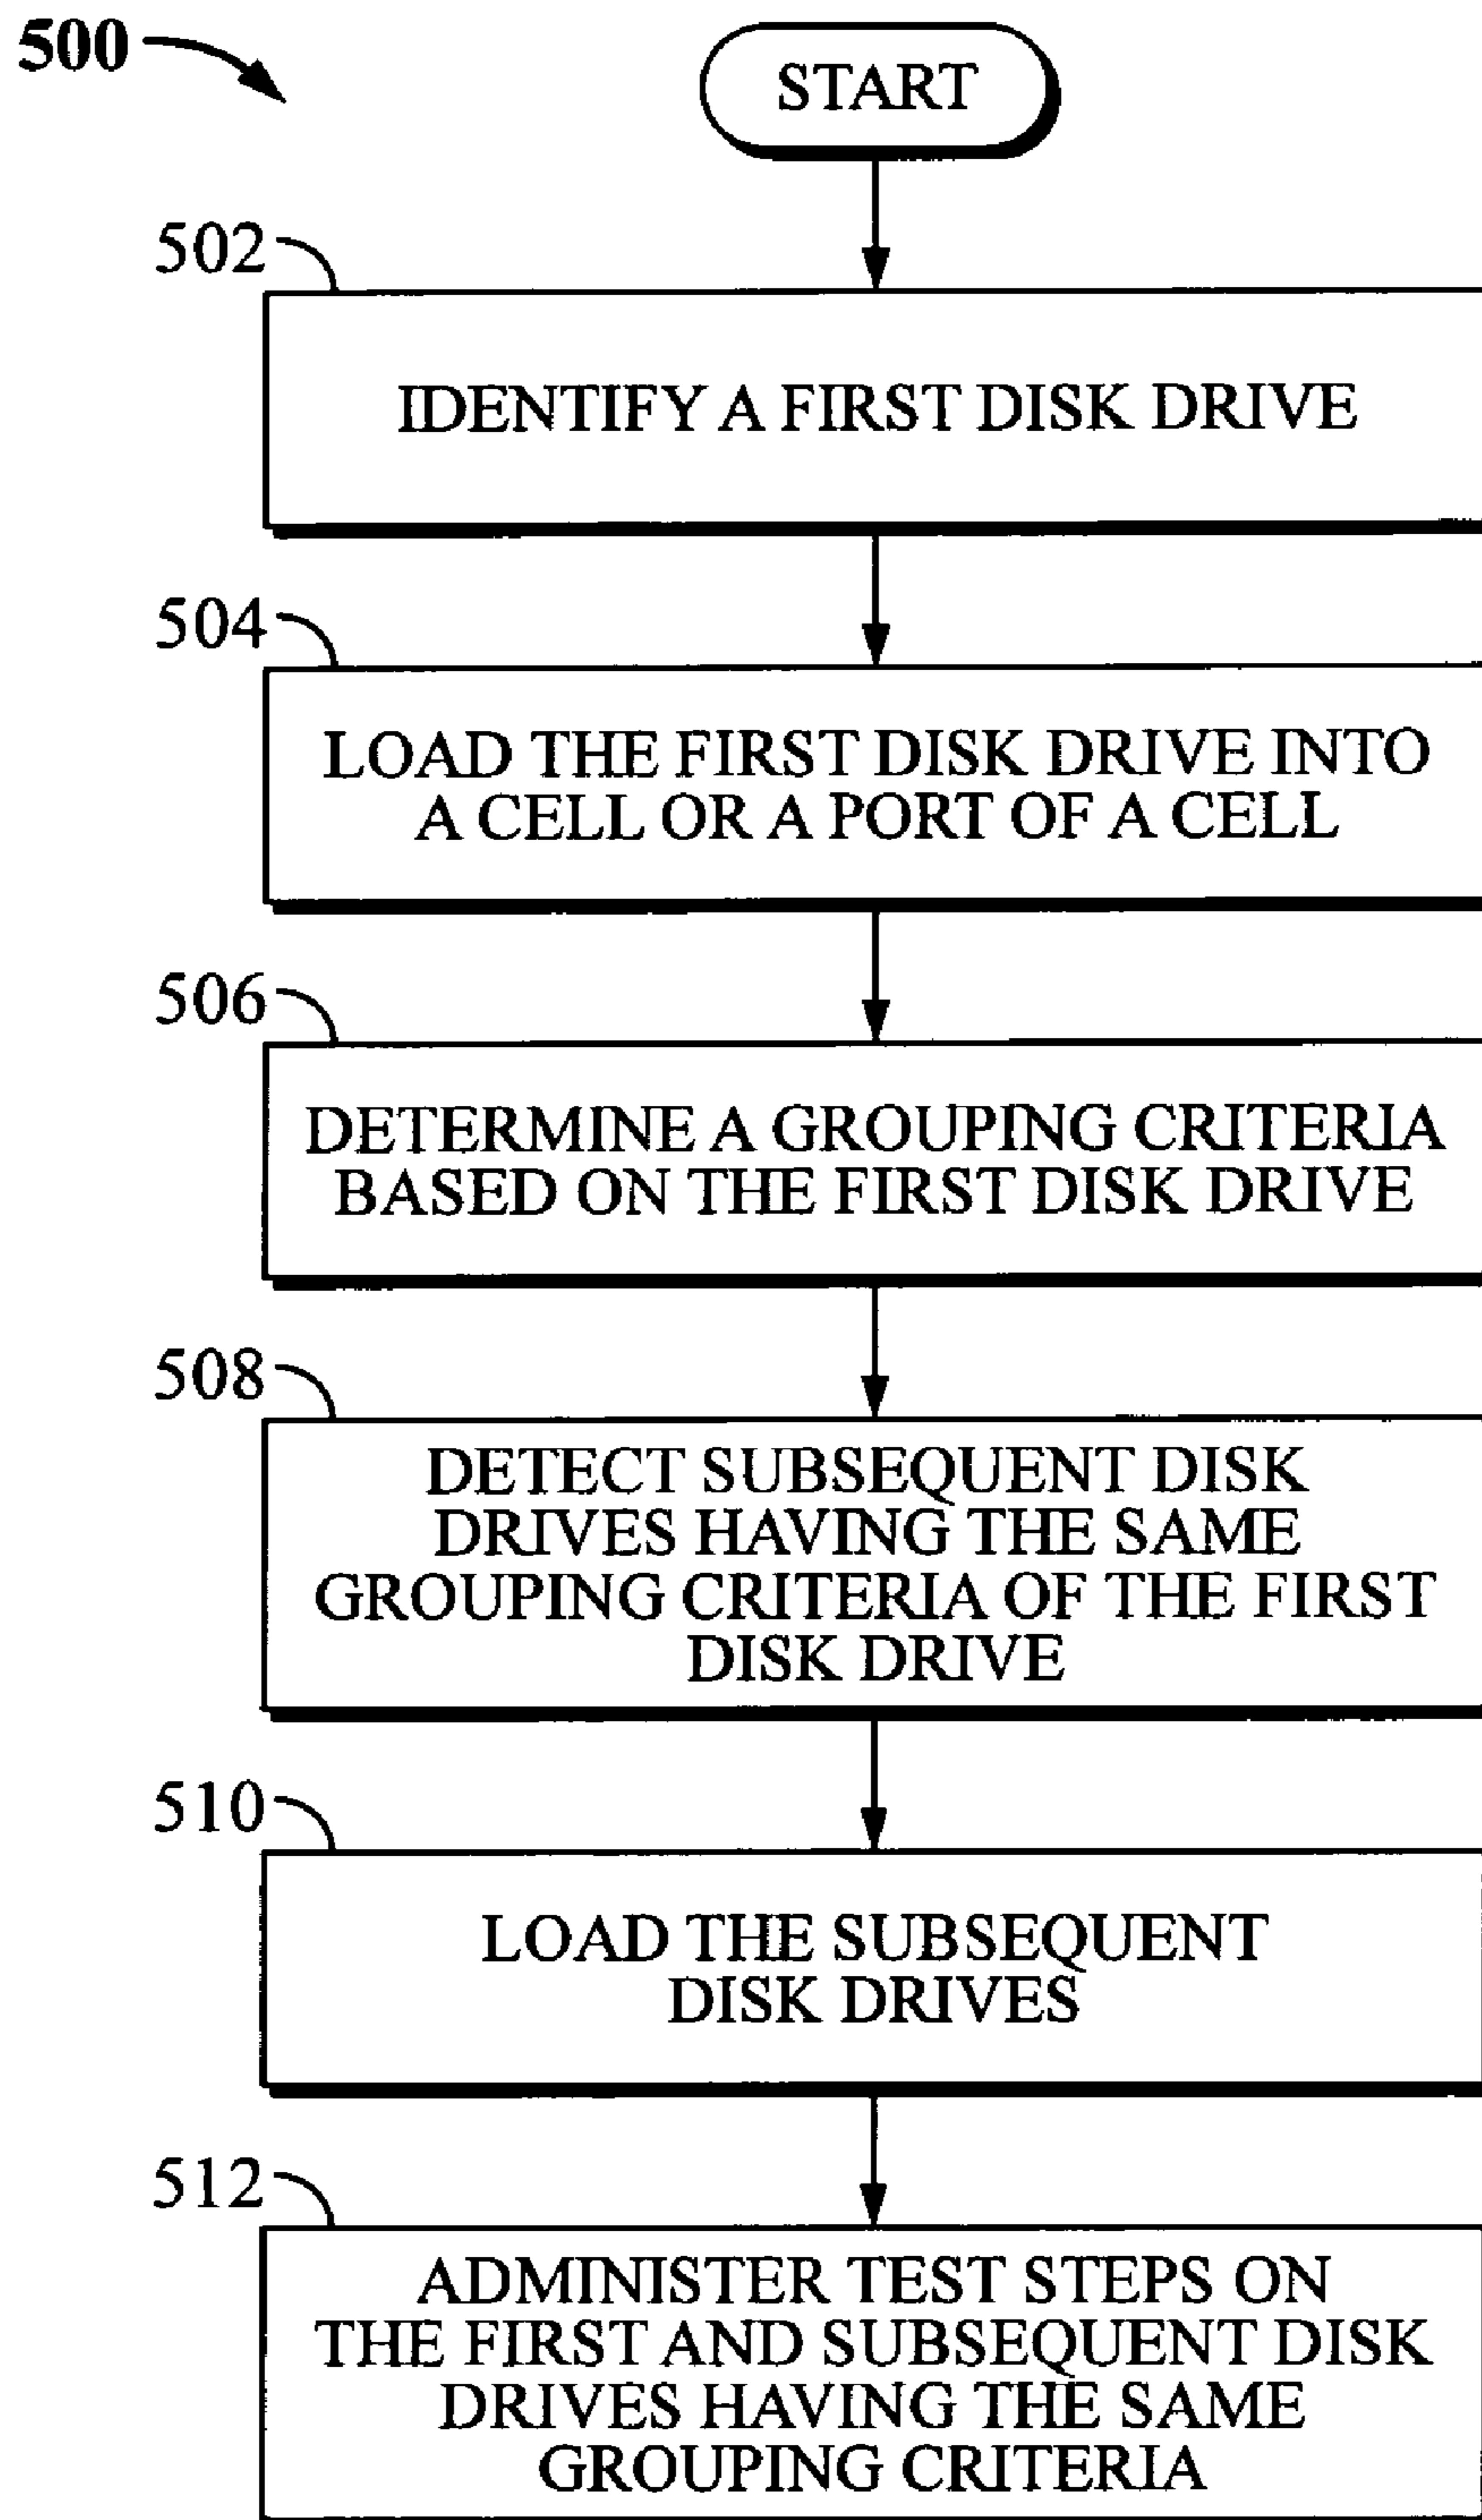 500
START
502
IDENTIFY A FIRST DISK DRIVE
504
LOAD THE FIRST DISK DRIVE INTO
A CELL OR A PORT OF A CELL
506
DETERMINE A GROUPING CRITERIA
BASED ON THE FIRST DISK DRIVE
508
DETECT SUBSEQUENT DISK
DRIVES HAVING THE SAME
GROUPING CRITERIA OF THE FIRST
DISK DRIVE
510
LOAD THE SUBSEQUENT
DISK DRIVES
512
ADMINISTER TEST STEPS ON
THE FIRST AND SUBSEQUENT DISK
DRIVES HAVING THE SAME
GROUPING CRITERIA